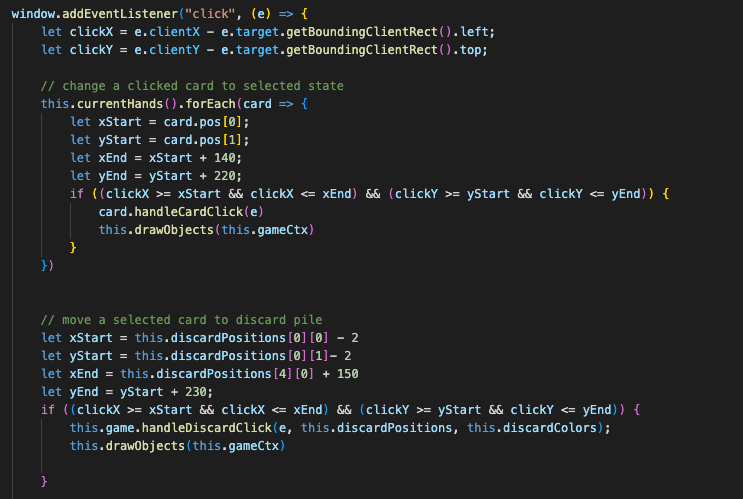 window.addEventListener("click", (e) => {
    let clickX = e.clientX - e.target.getBoundingClientRect().left;
    let clickY = e.clientY - e.target.getBoundingClientRect().top;

    // change a clicked card to selected state
    this.currentHands().forEach(card => {
        let xStart = card.pos[0];
        let yStart = card.pos[1];
        let xEnd = xStart + 140;
        let yEnd = yStart + 220;
        if ((clickX >= xStart && clickX <= xEnd) && (clickY >= yStart && clickY <= yEnd)) {
            card.handleCardClick(e)
            this.drawObjects(this.gameCtx)
        }
    })


    // move a selected card to discard pile
    let xStart = this.discardPositions[0][0] - 2
    let yStart = this.discardPositions[0][1]- 2
    let xEnd = this.discardPositions[4][0] + 150
    let yEnd = yStart + 230;
    if ((clickX >= xStart && clickX <= xEnd) && (clickY >= yStart && clickY <= yEnd)) {
        this.game.handleDiscardClick(e, this.discardPositions, this.discardColors);
        this.drawObjects(this.gameCtx)

    }